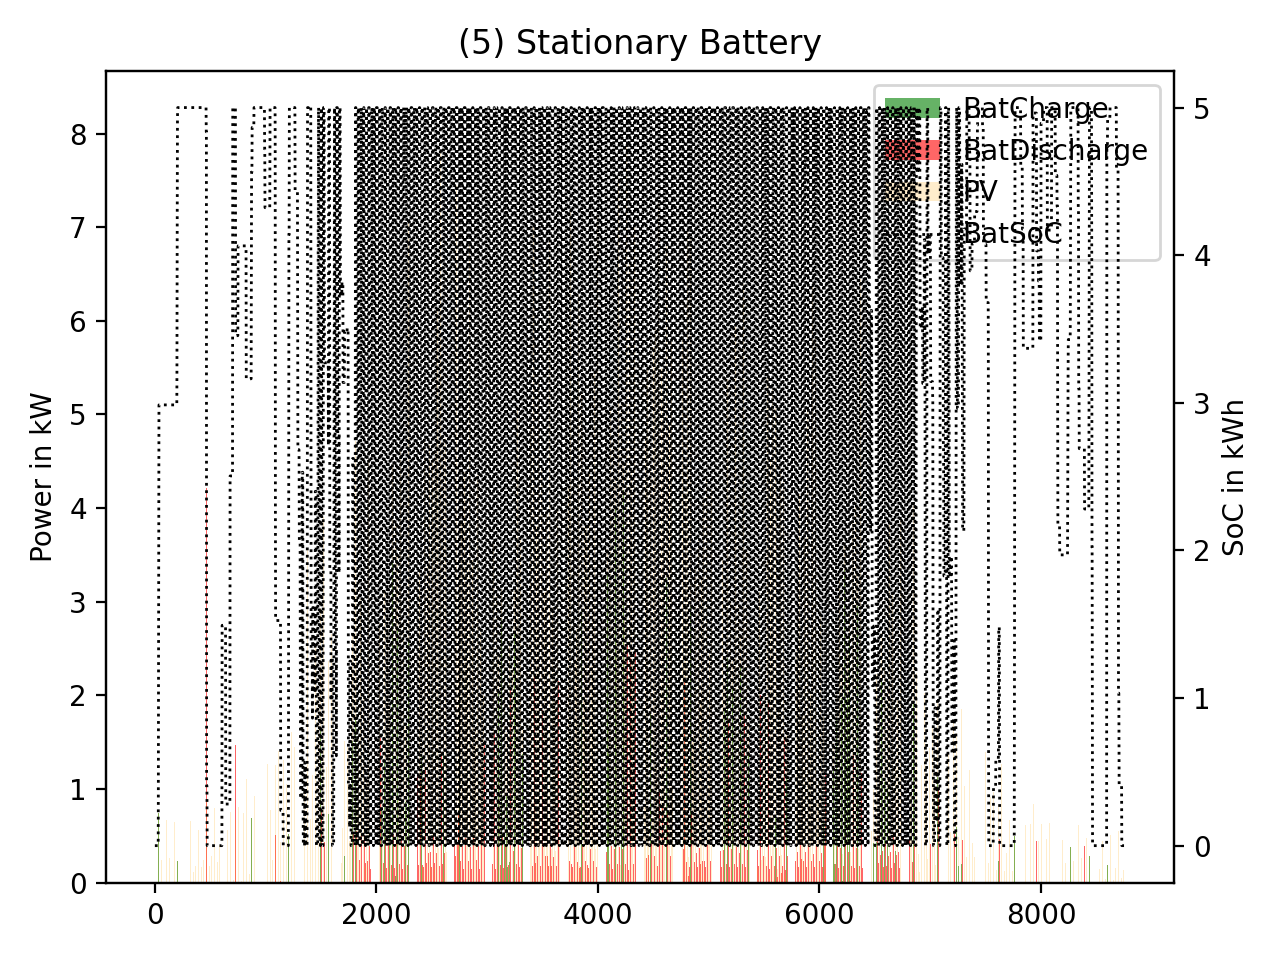 (5) Stationary Battery
8
7
6
5
4
3
2
1
0
Power in kW
BatCharge
BatDischarge
PV
BatSoC
5
4
3
2
1
0
SoC in kWh
0
2000
4000
6000
8000